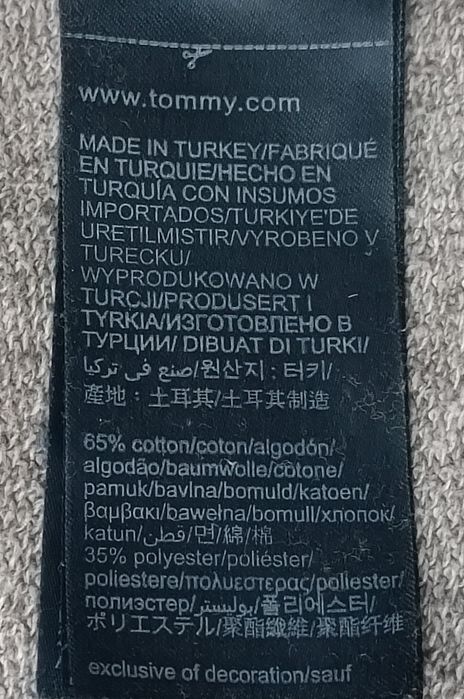 www.tommy.com
MADE IN TURKEY/FABRIQUÉ
EN TURQUIE/HECHO EN
TURQUÍA CON INSUMOS
IMPORTADOS/TURKIYE'DE
URETILMISTIR/VYROBENO V
TURECKU/
WYPRODUKOWANO W
TURCJI/PRODUSERT I
TYRKIA/ИЗГОТОВЛЕНО В
ТУРЦИИ/ DIBUAT DI TURKI/
صنع في تركيا/원산지 : 터키/
產地 : 土耳其/土耳其制造
65% cotton/coton/algodón/
algodão/baumwolle/cotone/
pamuk/bavlna/bomuld/katoen/
βαμβακι/bawełna/bomull/хлопок/
katun/قطن/면/綿/棉
35% polyester/poliéster/
poliestere/πολυεστερας/poliester/
полиэстер/بوليستر/폴리에스터/
ポリエステル/聚酯纖維/聚酯纤维
exclusive of decoration/sauf